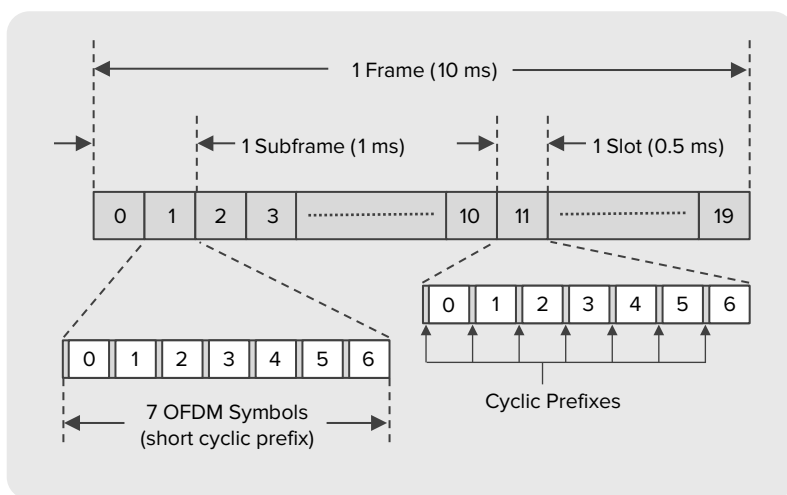 1 Frame (10 ms)
1 Subframe (1 ms)
1 Slot (0.5 ms)
0 1 2 3 10 11 19
0 1 2 3 4 5 6
0 1 2 3 4 5 6
Cyclic Prefixes
7 OFDM Symbols
(short cyclic prefix)